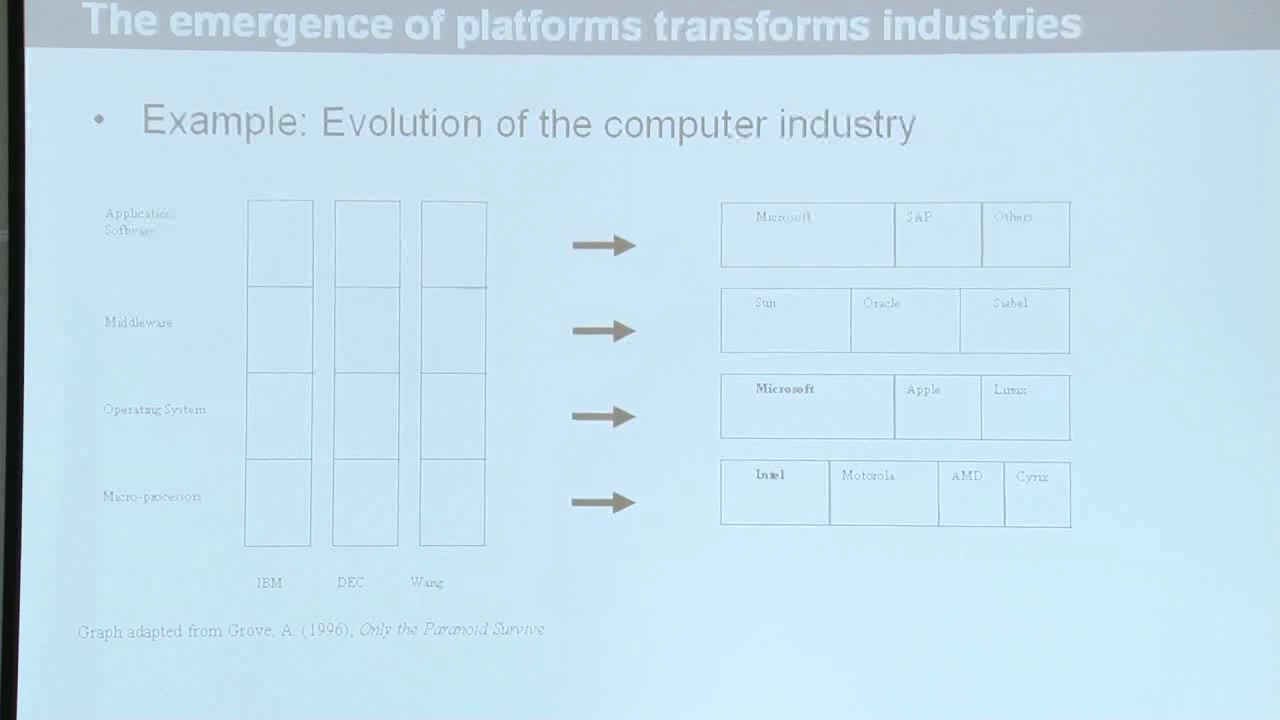 The emergence of platforms transforms industries
• Example: Evolution of the computer industry
Application
Software
Microsoft SAP Others
Middleware
Sun Oracle Siebel
Operating System
Microsoft Apple Linux
Micro-processors
Intel Motorola AMD Cyrix
IBM DEC Wang
Graph adapted from Grove, A. (1996), Only the Paranoid Survive